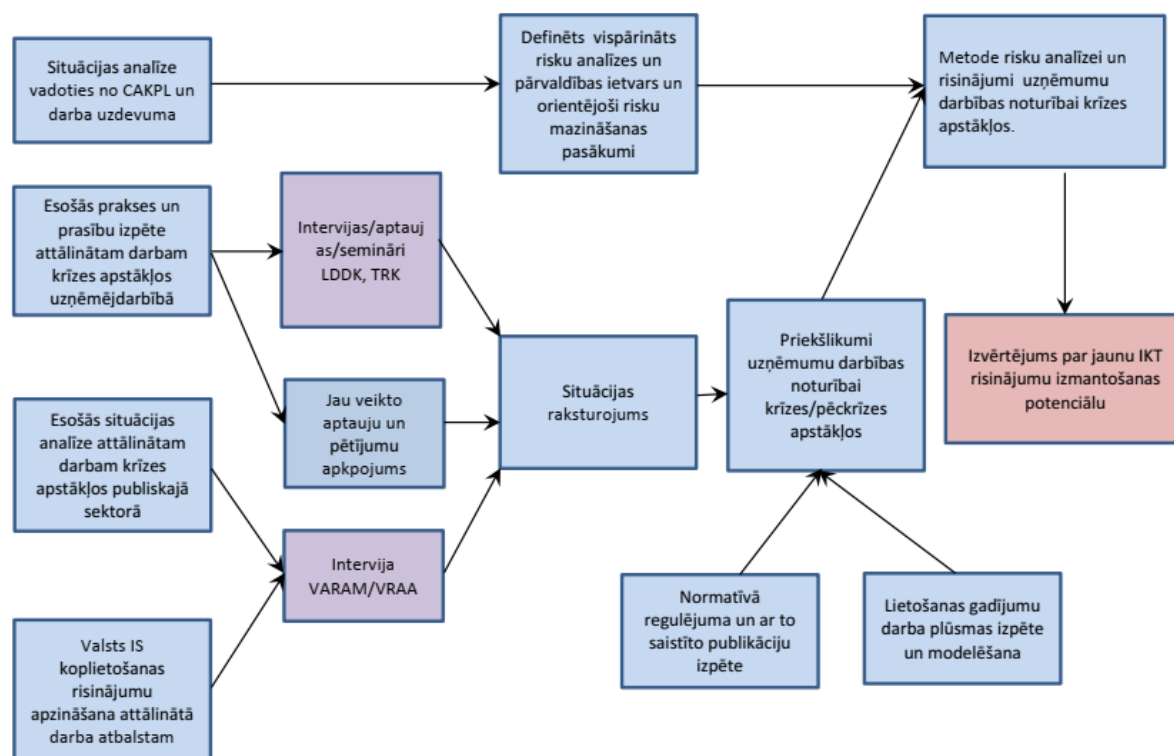 Situācijas analīze
vadoties no CAKPL un
darba uzdevuma
Definēts vispārināts
risku analīzes un
pārvaldības ietvars un
orientējoši risku
mazināšanas
pasākumi
Metode risku analīzei un
risinājumi uzņēmumu
darbības noturībai krīzes
apstākļos.
Esošās prakses un
prasību izpēte
attālinātam darbam
krīzes apstākļos
uzņēmējdarbībā
Intervijas/aptauj
as/semināri
LDDK, TRK
Esošās situācijas
analīze attālinātam
darbam krīzes
apstākļos publiskajā
sektorā
Jau veikto
aptauju un
pētījumu
apkpojums
Situācijas
raksturojums
Priekšlikumi
uzņēmumu darbības
noturībai
krīzes/pēckrīzes
apstākļos
Izvērtējums par jaunu IKT
risinājumu izmantošanas
potenciālu
Valsts IS
koplietošanas
risinājumu
apzināšana attālinātā
darba atbalstam
Intervija
VARAM/VRAA
Normatīvā
regulējuma un ar to
saistīto publikāciju
izpēte
Lietošanas gadījumu
darba plūsmas izpēte
un modelēšana